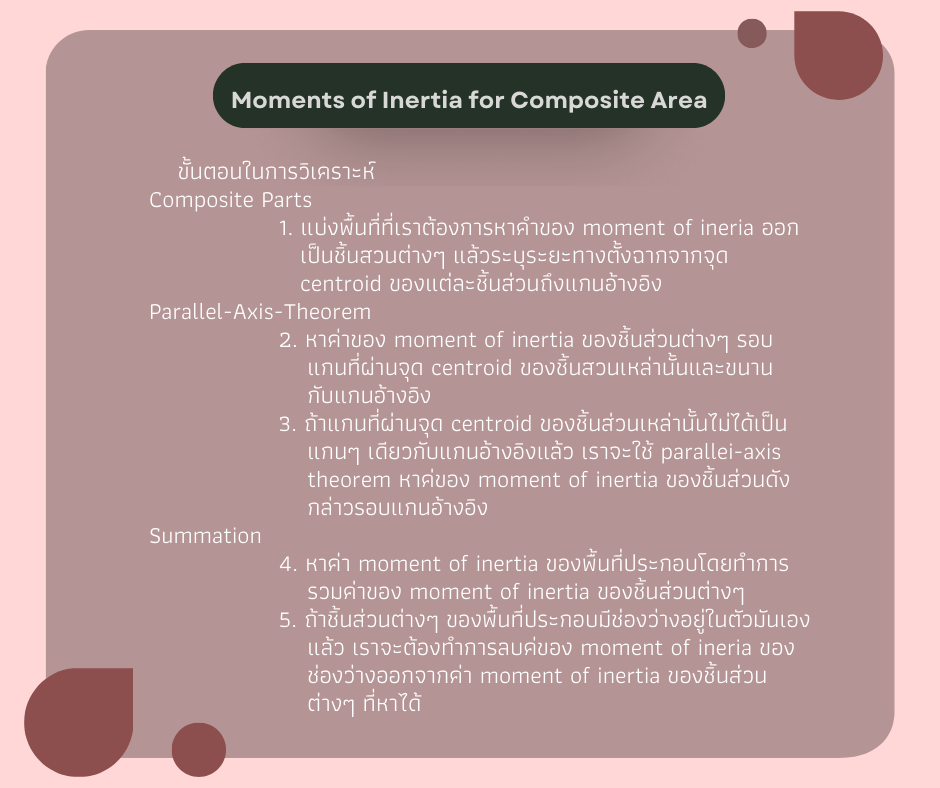 Moments of Inertia for Composite Area
ขั้นตอนในการวิเคราะห์
Composite Parts
1. แบ่งพื้นที่ที่เราต้องการหาคำของ moment of ineria ออก
เป็นชิ้นสวนต่างๆ แล้วระบุระยะทางตั้งฉากจากจุด
centroid ของแต่ละชิ้นส่วนถึงแกนอ้างอิง
Parallel-Axis-Theorem
2. หาค่าของ moment of inertia ของชิ้นส่วนต่างๆ รอบ
แกนที่ผ่านจุด centroid ของชิ้นสวนเหล่านั้นและขนาน
กับแกนอ้างอิง
3. ถ้าแกนที่ผ่านจุด centroid ของชิ้นส่วนเหล่านั้นไม่ได้เป็น
แกนๆ เดียวกับแกนอ้างอิงแล้ว เราจะใช้ parallei-axis
theorem หาค่ของ moment of inertia ของชิ้นส่วนดัง
กล่าวรอบแกนอ้างอิง
Summation
4. หาค่า moment of inertia ของพื้นที่ประกอบโดยทำการ
รวมค่าของ moment of inertia ของชิ้นส่วนต่างๆ
5. ถ้าชิ้นส่วนต่างๆ ของพื้นที่ประกอบมีช่องว่างอยู่ในตัวมันเอง
แล้ว เราจะต้องทำการลบค่ของ moment of ineria ของ
ช่องว่างออกจากค่า moment of inertia ของชิ้นส่วน
ต่างๆ ที่หาได้